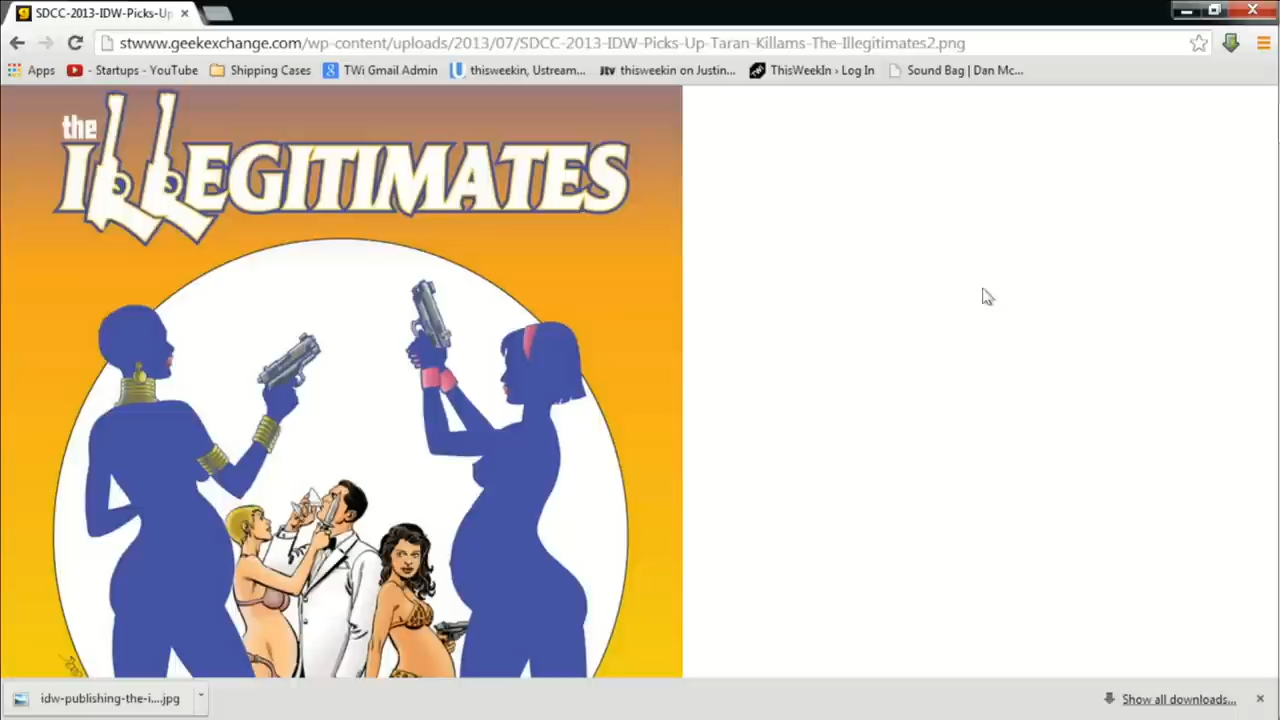 SDCC-2013-IDW-Picks-Up
stwww.geekexchange.com/wp-content/uploads/2013/07/SDCC-2013-IDW-Picks-Up-Taran-Killams-The-Illegitimates2.png
Apps - Startups - YouTube Shipping Cases TWi Gmail Admin thisweekin, Ustream... JTV thisweekin on Justin... ThisWeekIn › Log In Sound Bag | Dan Mc...
the
ILLEGITIMATES
idw-publishing-the-i....jpg Show all downloads...